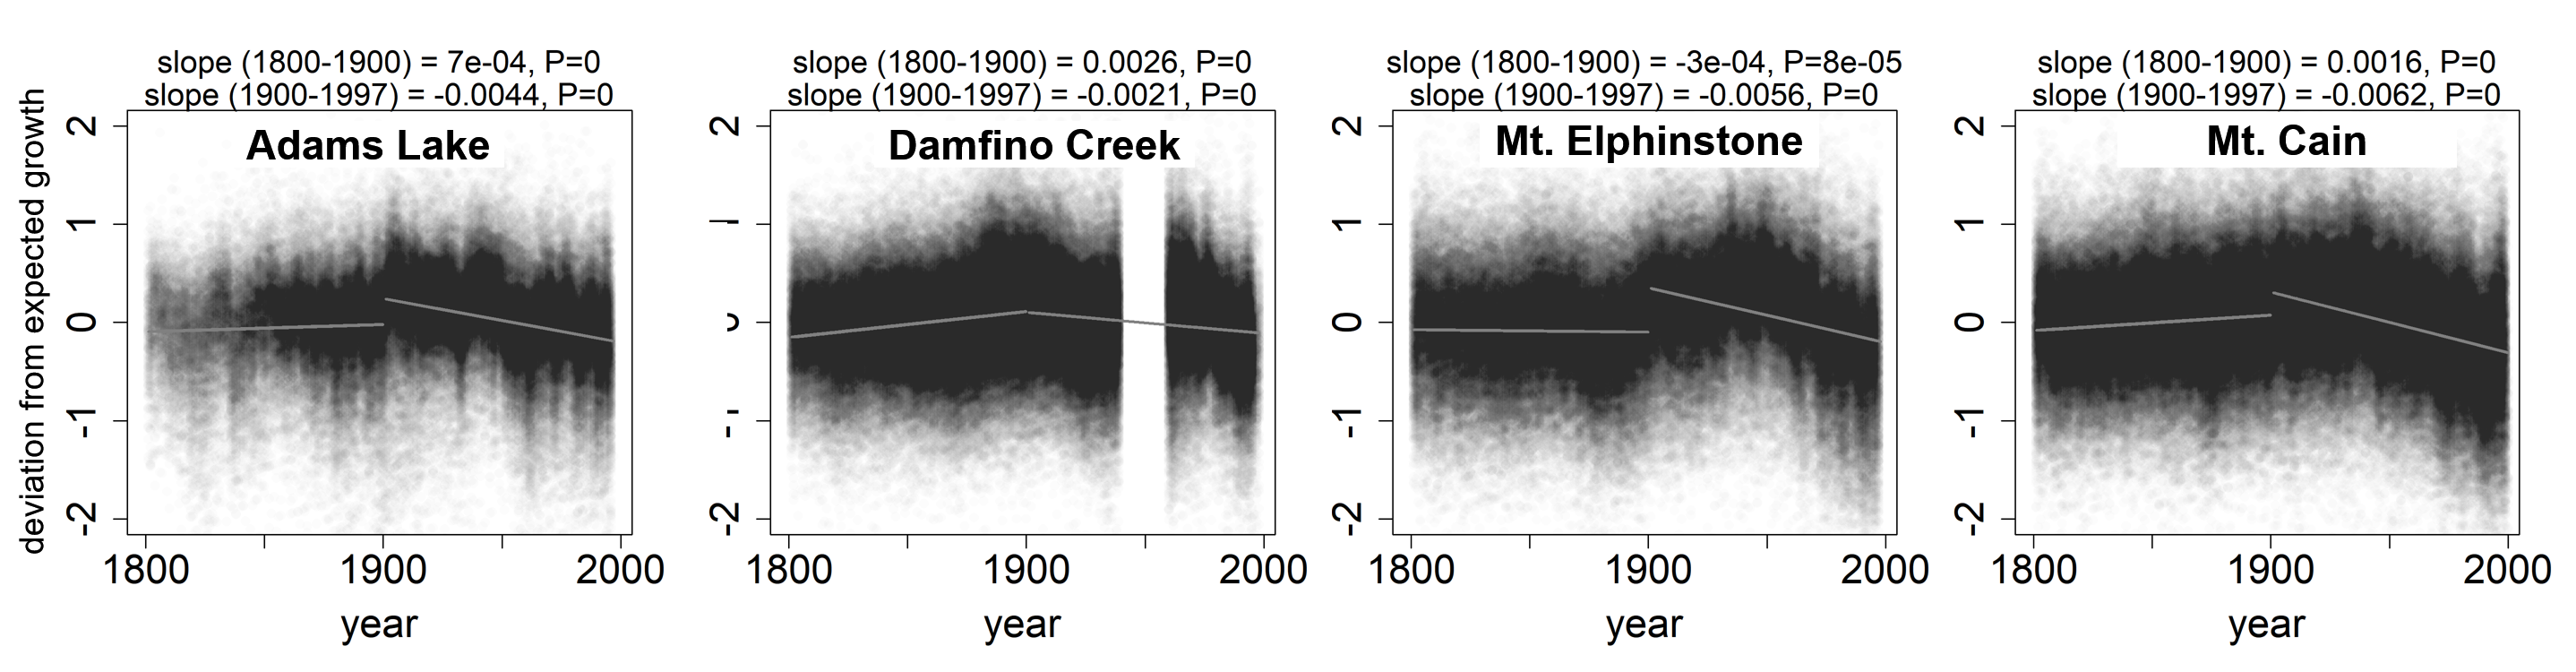 slope (1800-1900) = 7e-04, P=0
slope (1900-1997) = -0.0044, P=0
Adams Lake
deviation from expected growth
2
1
0
-1
-2
1800 1900 2000
year
slope (1800-1900) = 0.0026, P=0
slope (1900-1997) = -0.0021, P=0
Damfino Creek
2
-2
1800 1900 2000
year
slope (1800-1900) = -3e-04, P=8e-05
slope (1900-1997) = -0.0056, P=0
Mt. Elphinstone
2
1
0
-1
-2
1800 1900 2000
year
slope (1800-1900) = 0.0016, P=0
slope (1900-1997) = -0.0062, P=0
Mt. Cain
2
1
0
-1
-2
1800 1900 2000
year